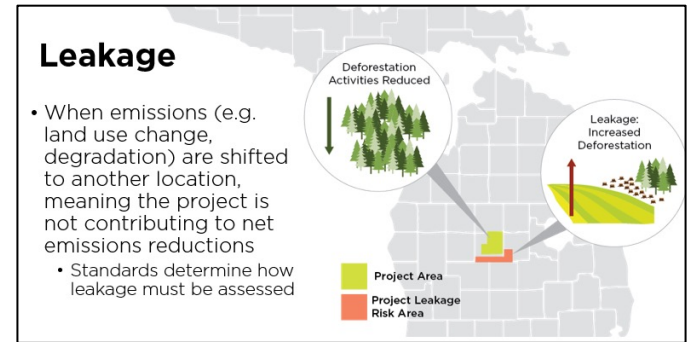 Leakage
• When emissions (e.g.
land use change,
degradation) are shifted
to another location,
meaning the project is
not contributing to net
emissions reductions
• Standards determine how
leakage must be assessed
Deforestation
Activities Reduced
Leakage:
Increased
Deforestation
Project Area
Project Leakage
Risk Area